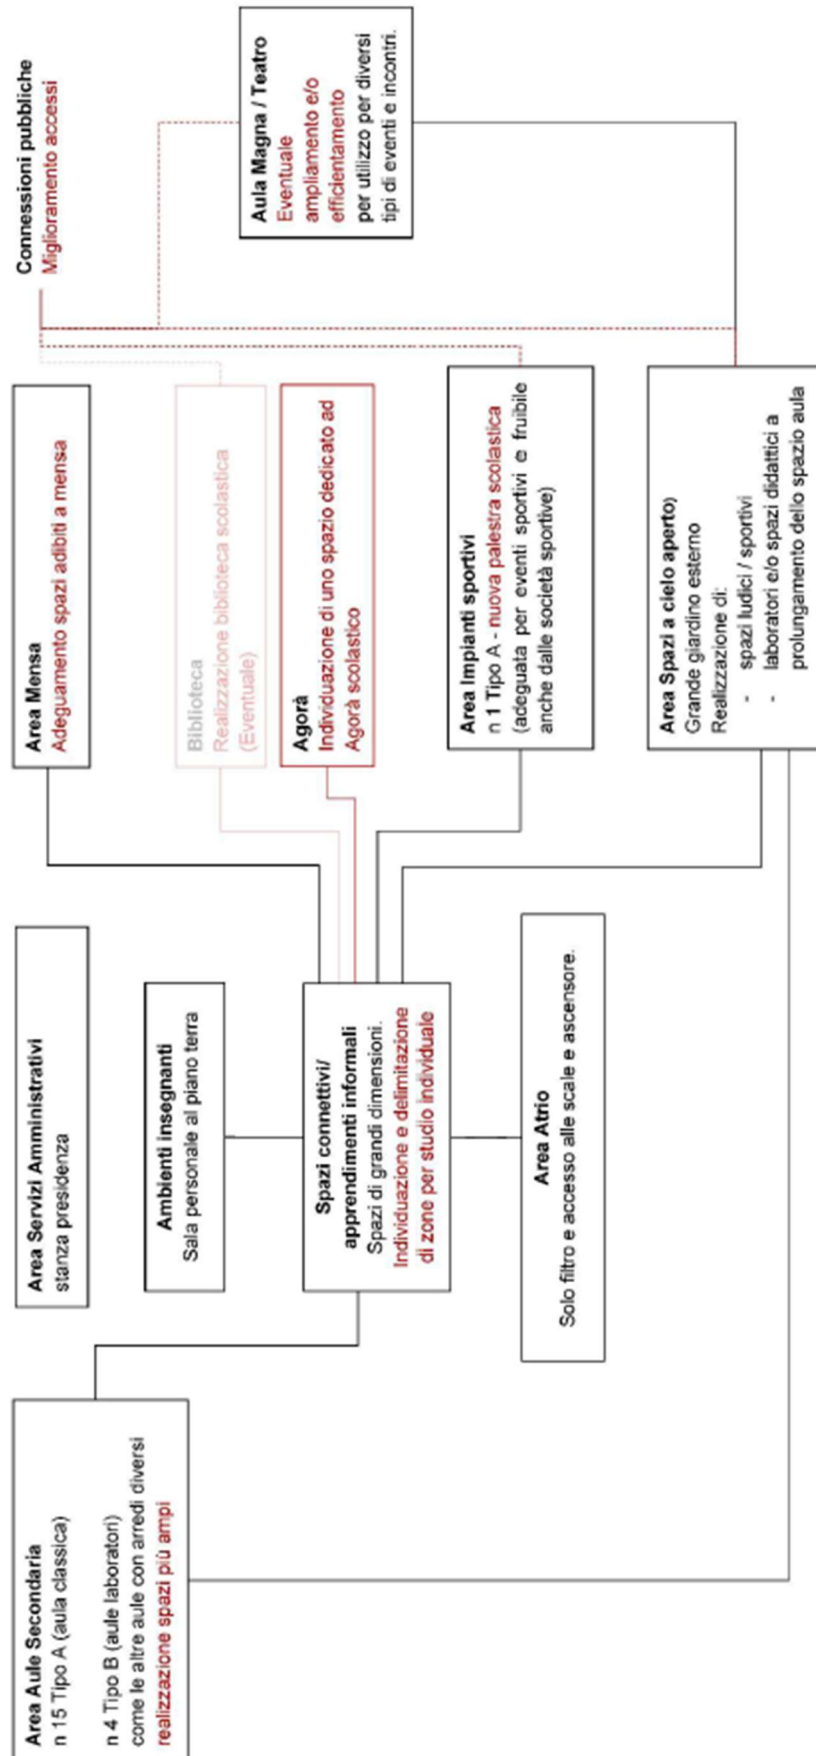 Area Aule Secondaria
n 15 Tipo A (aula classica)
n 4 Tipo B (aule laboratori)
come le altre aule con arredi diversi
realizzazione spazi più ampi
Area Servizi Amministrativi
stanza presidenza
Ambienti insegnanti
Sala personale al piano terra
Spazi connettivi/
apprendimenti informali
Spazi di grandi dimensioni.
Individuazione e delimitazione
di zone per studio individuale
Area Atrio
Solo filtro e accesso alle scale e ascensore.
Area Mensa
Adeguamento spazi adibiti a mensa
Biblioteca
Realizzazione biblioteca scolastica
(Eventuale)
Agorà
Individuazione di uno spazio dedicato ad
Agorà scolastico
Area Impianti sportivi
n 1 Tipo A - nuova palestra scolastica
(adeguata per eventi sportivi e fruibile
anche dalle società sportive)
Area Spazi a cielo aperto)
Grande giardino esterno
Realizzazione di:
- spazi ludici / sportivi
- laboratori e/o spazi didattici a
prolungamento dello spazio aula
Connessioni pubbliche
Miglioramento accessi
Aula Magna / Teatro
Eventuale
ampliamento e/o
efficientamento
per utilizzo per diversi
tipi di eventi e incontri.